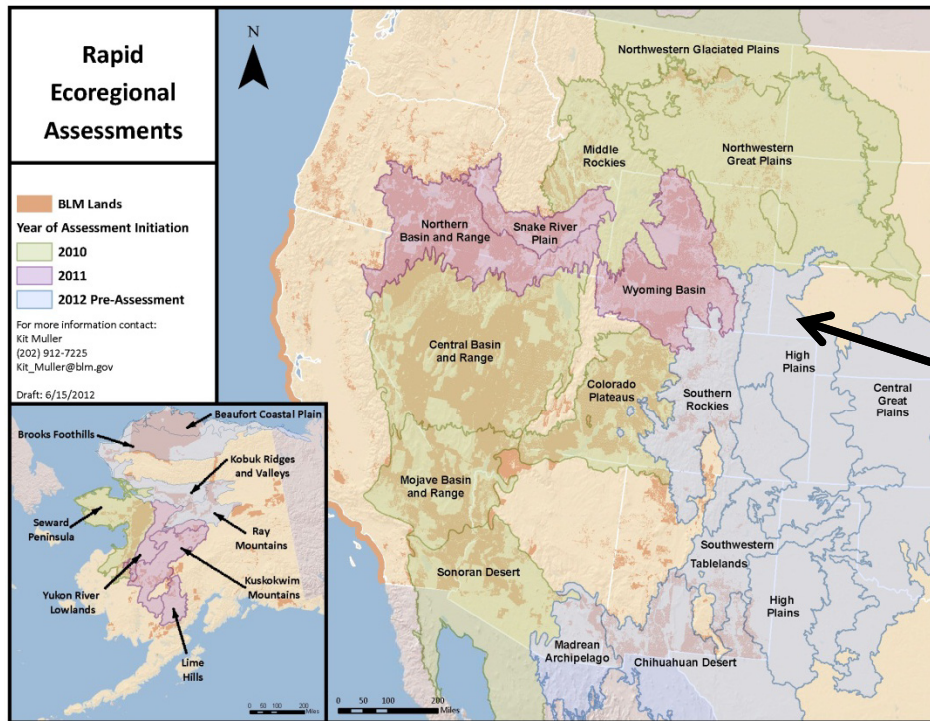 Rapid
Ecoregional
Assessments
BLM Lands
Year of Assessment Initiation
2010
2011
2012 Pre-Assessment
For more information contact:
Kit Muller
(202) 912-7225
Kit_Muller@blm.gov
Draft: 6/15/2012
N
Northwestern Glaciated Plains
Middle
Rockies
Northwestern
Great Plains
Northern
Basin and Range
Snake River
Plain
Wyoming Basin
Central Basin
and Range
Colorado
Plateaus
Southern
Rockies
High
Plains
Central
Great
Plains
Mojave Basin
and Range
Sonoran Desert
Southwestern
Tablelands
High
Plains
Madrean
Archipelago
Chihuahuan Desert
0 50 100 200
Miles
Beaufort Coastal Plain
Brooks Foothills
Kobuk Ridges
and Valleys
Seward
Peninsula
Ray
Mountains
Yukon River
Lowlands
Kuskokwim
Mountains
Lime
Hills
0 50 100 200
Miles